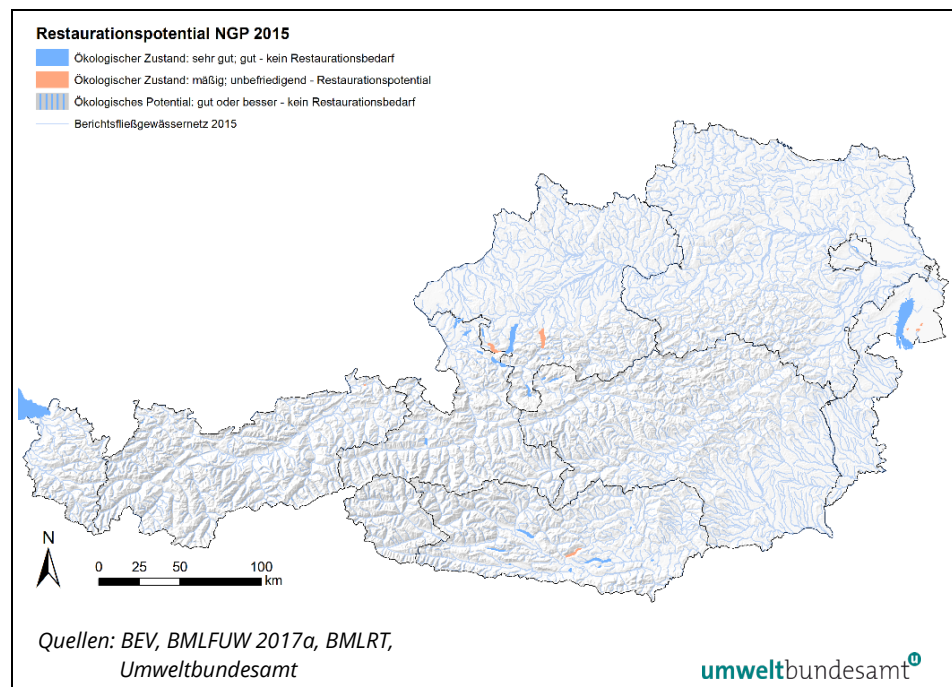 Restaurationspotential NGP 2015
Ökologischer Zustand: sehr gut; gut - kein Restaurationsbedarf
Ökologischer Zustand: mäßig; unbefriedigend - Restaurationspotential
Ökologisches Potential: gut oder besser - kein Restaurationsbedarf
Berichtsfließgewässernetz 2015
N
0 25 50 100
km
Quellen: BEV, BMLFUW 2017a, BMLRT,
Umweltbundesamt
umweltbundesamt u